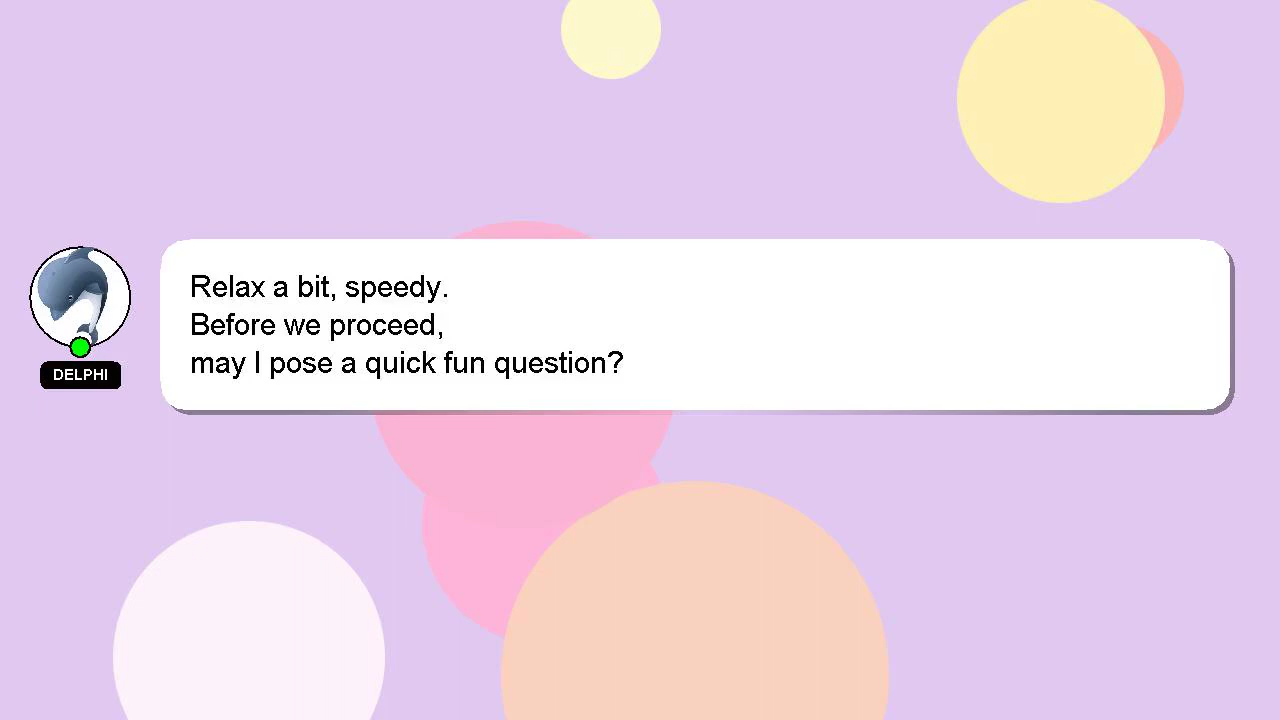 Relax a bit, speedy.
Before we proceed,
may I pose a quick fun question?
DELPHI